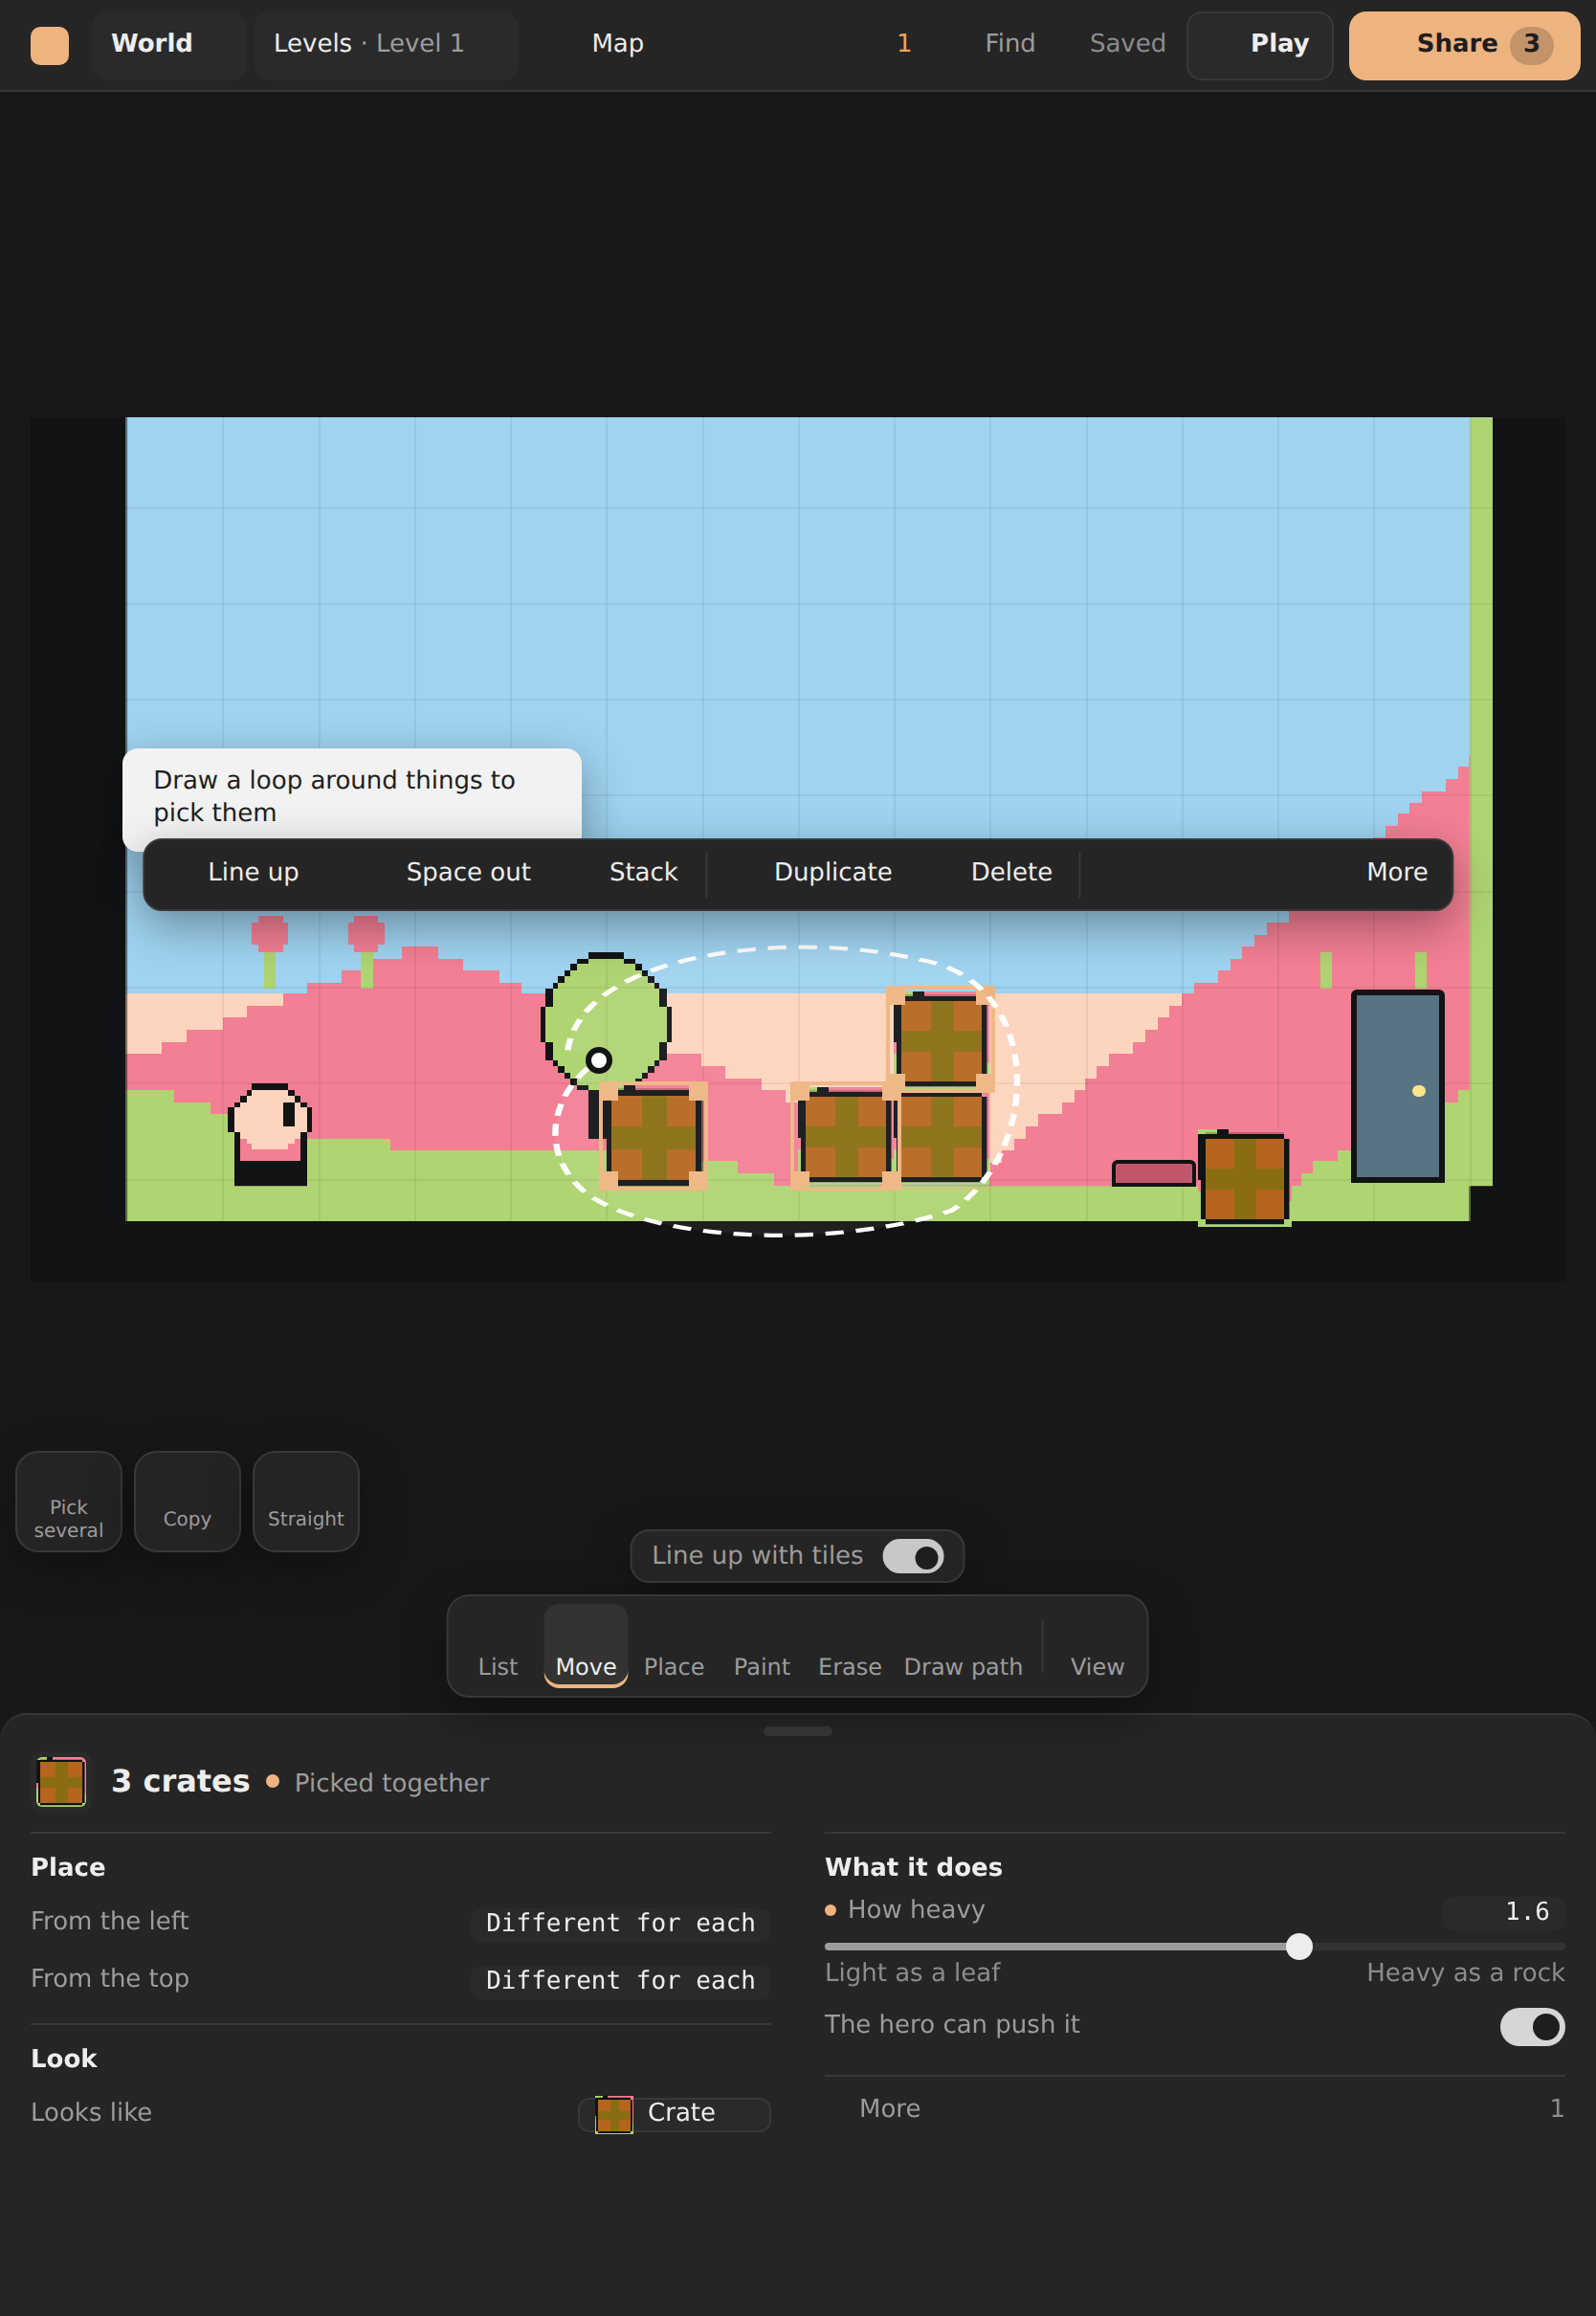 World
Levels · Level 1
Map
1
Find
Saved
Play
Share 3
Draw a loop around things to
pick them
Line up
Space out
Stack
Duplicate
Delete
More
Pick
several
Copy
Straight
Line up with tiles
List
Move
Place
Paint
Erase
Draw path
View
3 crates
Picked together
Place
From the left
Different for each
From the top
Different for each
Look
Looks like
Crate
What it does
How heavy
1.6
Light as a leaf
Heavy as a rock
The hero can push it
More
1